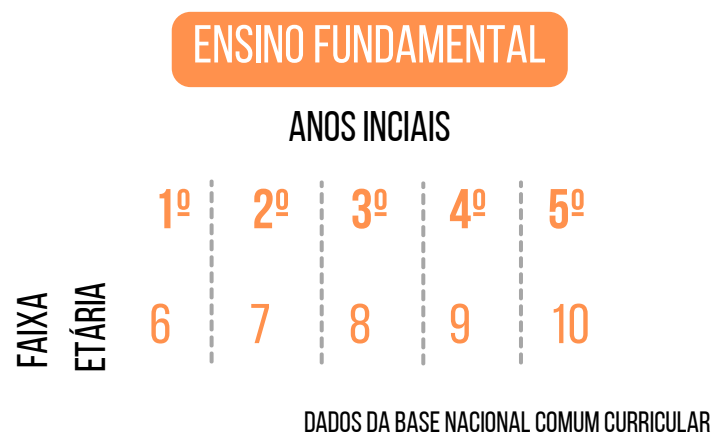 ENSINO FUNDAMENTAL
ANOS INCIAIS
1º 2º 3º 4º 5º
FAIXA
ETÁRIA
6 7 8 9 10
DADOS DA BASE NACIONAL COMUM CURRICULAR